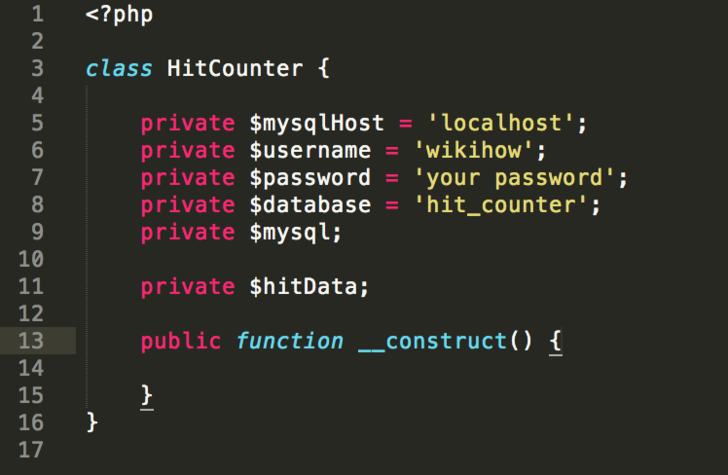 1 <?php
2
3 class HitCounter {
4
5 private $mysqlHost = 'localhost';
6 private $username = 'wikihow';
7 private $password = 'your password';
8 private $database = 'hit_counter';
9 private $mysql;
10
11 private $hitData;
12
13 public function __construct() {
14
15 }
16 }
17